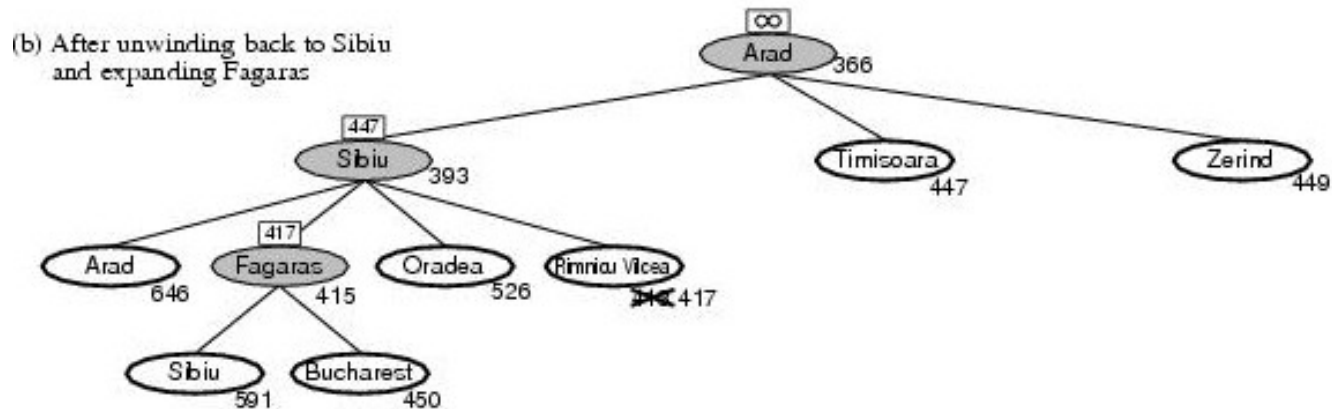 ∞
(b) After unwinding back to Sibiu
and expanding Fagaras
Arad
366
447
Sibiu
393
Timisoara
447
Zerind
449
417
Arad
646
Fagaras
415
Oradea
526
Rimnicu Vilcea
417
Sibiu
591
Bucharest
450